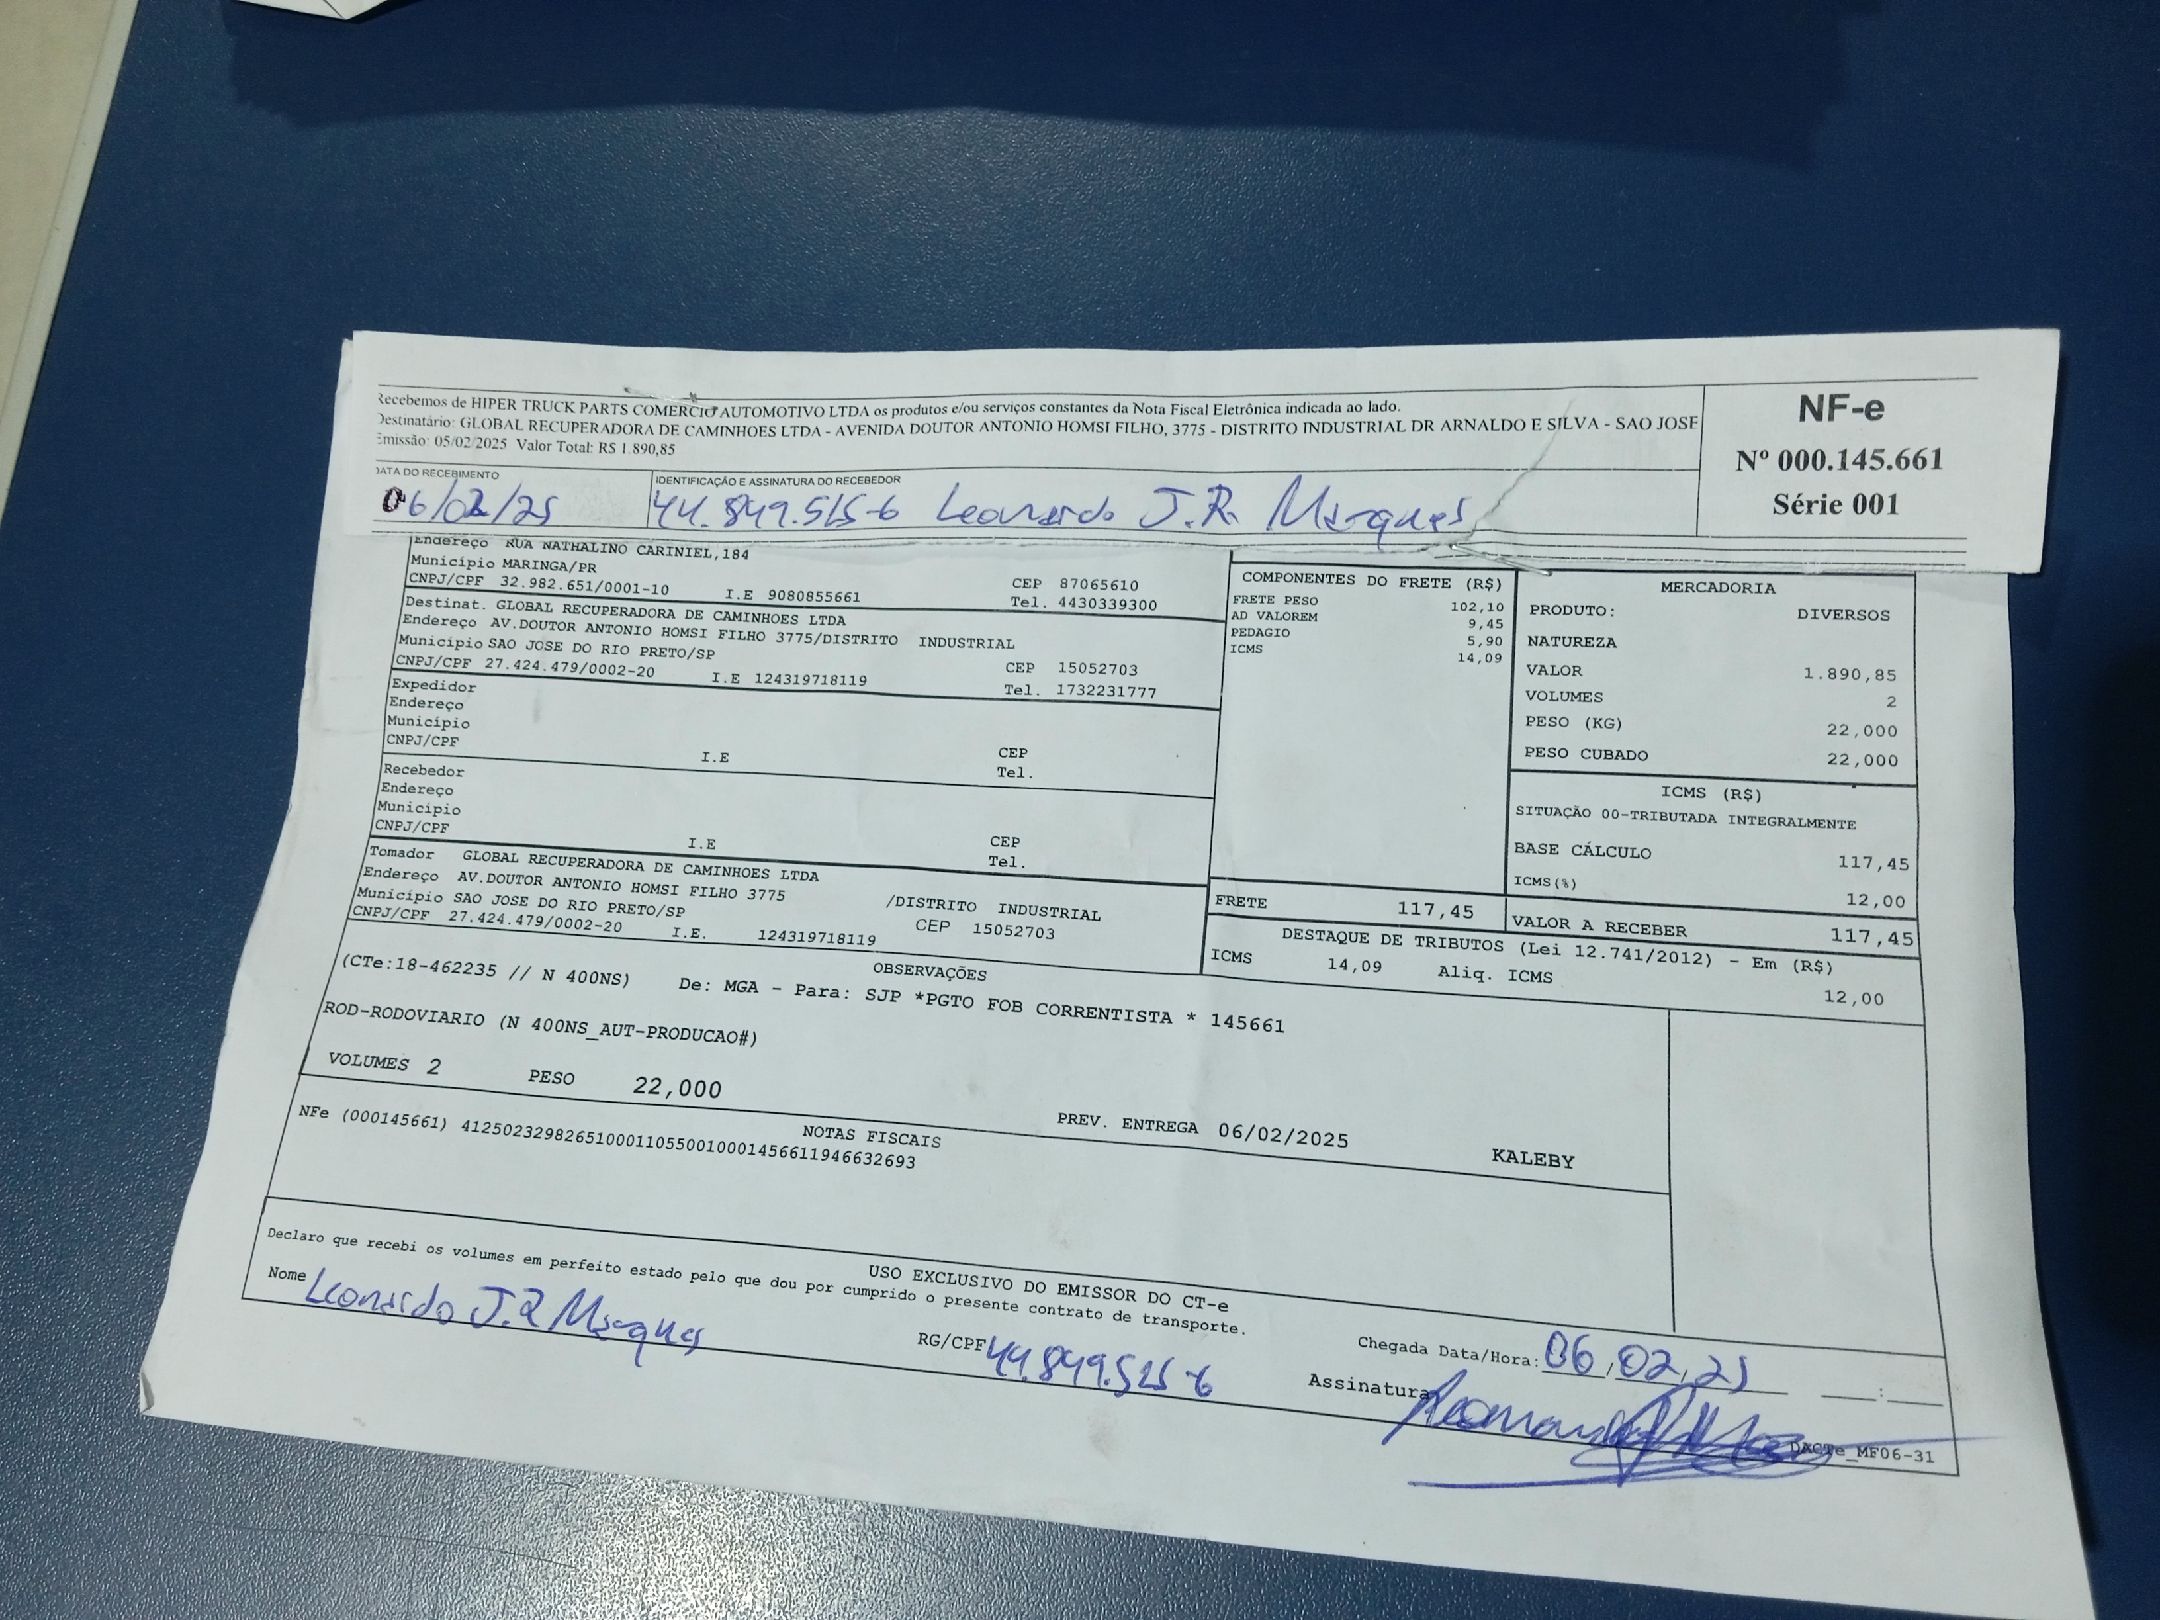 Recebemos de HIPER TRUCK PARTS COMERCIO AUTOMOTIVO LTDA os produtos e/ou serviços constantes da Nota Fiscal Eletrônica indicada ao lado.
Destinatário: GLOBAL RECUPERADORA DE CAMINHOES LTDA - AVENIDA DOUTOR ANTONIO HOMSI FILHO, 3775 - DISTRITO INDUSTRIAL DR ARNALDO E SILVA - SAO JOSE
Emissão: 05/02/2025 Valor Total: R$ 1.890,85
NF-e
Nº 000.145.661
Série 001
DATA DO RECEBIMENTO
06/02/25
IDENTIFICAÇÃO E ASSINATURA DO RECEBEDOR
44.849.515-6 Leonardo J.R. Marques
Endereço RUA NATHALINO CARINIEL,184
Município MARINGA/PR CEP 87065610
CNPJ/CPF 32.982.651/0001-10 I.E 9080855661 Tel. 4430339300
Destinat. GLOBAL RECUPERADORA DE CAMINHOES LTDA
Endereço AV.DOUTOR ANTONIO HOMSI FILHO 3775/DISTRITO INDUSTRIAL
Município SAO JOSE DO RIO PRETO/SP CEP 15052703
CNPJ/CPF 27.424.479/0002-20 I.E 124319718119 Tel. 1732231777
Expedidor
Endereço
Município CEP
CNPJ/CPF I.E Tel.
Recebedor
Endereço
Município CEP
CNPJ/CPF I.E Tel.
Tomador GLOBAL RECUPERADORA DE CAMINHOES LTDA
Endereço AV.DOUTOR ANTONIO HOMSI FILHO 3775 /DISTRITO INDUSTRIAL
Município SAO JOSE DO RIO PRETO/SP CEP 15052703
CNPJ/CPF 27.424.479/0002-20 I.E. 124319718119
COMPONENTES DO FRETE (R$)
FRETE PESO 102,10
AD VALOREM 9,45
PEDAGIO 5,90
ICMS 14,09
FRETE 117,45
MERCADORIA
PRODUTO: DIVERSOS
NATUREZA
VALOR 1.890,85
VOLUMES 2
PESO (KG) 22,000
PESO CUBADO 22,000
ICMS (R$)
SITUAÇÃO 00-TRIBUTADA INTEGRALMENTE
BASE CÁLCULO 117,45
ICMS(%) 12,00
VALOR A RECEBER 117,45
DESTAQUE DE TRIBUTOS (Lei 12.741/2012) - Em (R$)
ICMS 14,09 Aliq. ICMS 12,00
OBSERVAÇÕES
(CTe:18-462235 // N 400NS) De: MGA - Para: SJP *PGTO FOB CORRENTISTA * 145661
ROD-RODOVIARIO (N 400NS_AUT-PRODUCAO#)
VOLUMES 2 PESO 22,000 PREV. ENTREGA 06/02/2025 KALEBY
NOTAS FISCAIS
NFe (000145661) 41250232982651000110550010001456611946632693
USO EXCLUSIVO DO EMISSOR DO CT-e
Declaro que recebi os volumes em perfeito estado pelo que dou por cumprido o presente contrato de transporte.
Nome Leonardo J.R Marques RG/CPF 44.849.515-6 Chegada Data/Hora: 06/02/25 __:__
Assinatura
DACTe_MF06-31